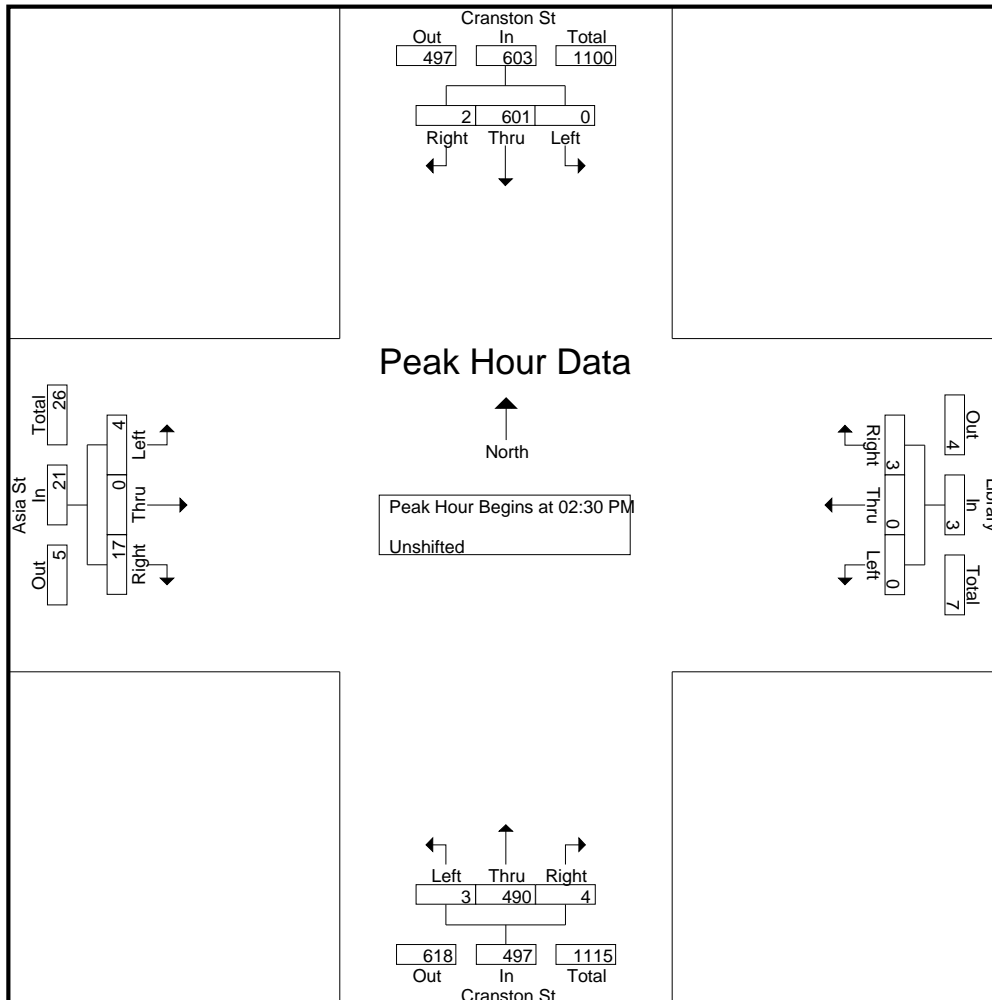 Cranston St
Out In Total
497 603 1100
2 601 0
Right Thru Left
Peak Hour Data
North
Peak Hour Begins at 02:30 PM
Unshifted
Asia St
Out In Total
5 21 26
Right Thru Left
17 0 4
Library
Out In Total
4 3 7
Right Thru Left
3 0 0
Left Thru Right
3 490 4
618 497 1115
Out In Total
Cranston St